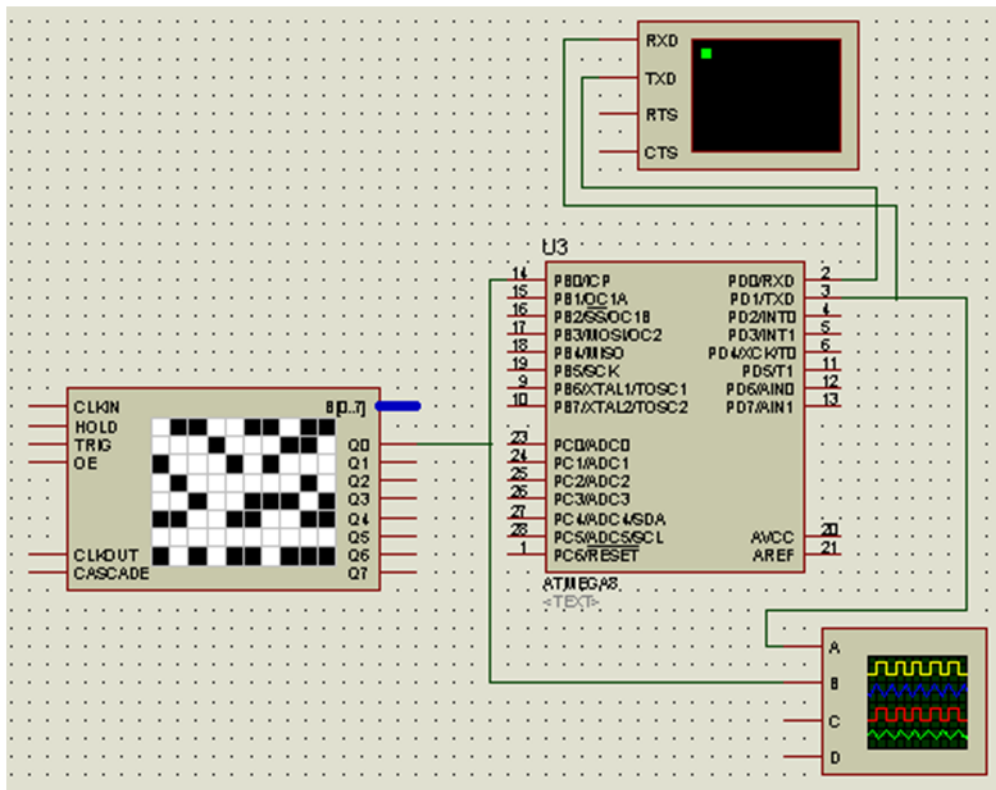 RXD
TXD
RTS
CTS
U3
14 PB0/ICP
15 PB1/OC1A
16 PB2/SS/OC1B
17 PB3/MOSI/OC2
18 PB4/MISO
19 PB5/SCK
9 PB6/XTAL1/TOSC1
10 PB7/XTAL2/TOSC2
23 PC0/ADC0
24 PC1/ADC1
25 PC2/ADC2
26 PC3/ADC3
27 PC4/ADC4/SDA
28 PC5/ADC5/SCL
1 PC6/RESET
PD0/RXD 2
PD1/TXD 3
PD2/INT0 4
PD3/INT1 5
PD4/XCK/T0 6
PD5/T1 11
PD6/AIN0 12
PD7/AIN1 13
AVCC 20
AREF 21
ATMEGA8
<TEXT>
CLKIN
HOLD
TRIG
OE
CLKOUT
CASCADE
B[0..7]
Q0
Q1
Q2
Q3
Q4
Q5
Q6
Q7
A
B
C
D